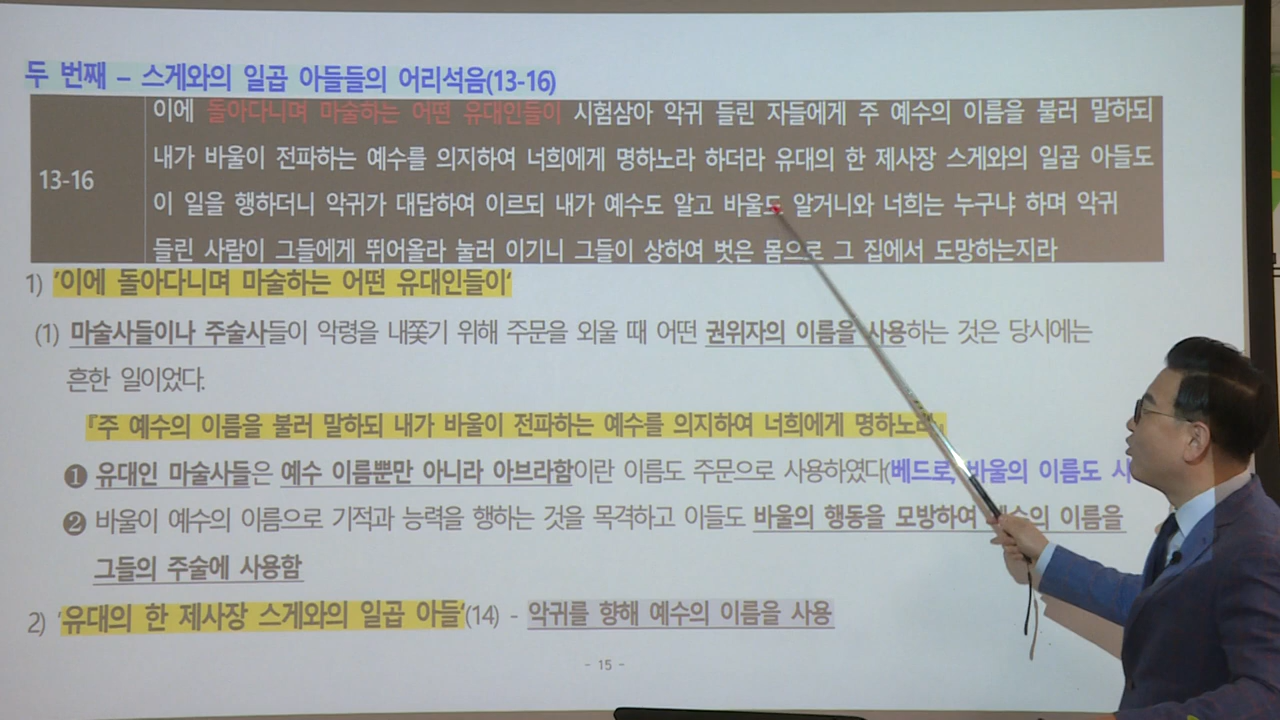 두 번째 – 스게와의 일곱 아들들의 어리석음(13-16)
13-16
이에 돌아다니며 마술하는 어떤 유대인들이 시험삼아 악귀 들린 자들에게 주 예수의 이름을 불러 말하되
내가 바울이 전파하는 예수를 의지하여 너희에게 명하노라 하더라 유대의 한 제사장 스게와의 일곱 아들도
이 일을 행하더니 악귀가 대답하여 이르되 내가 예수도 알고 바울도 알거니와 너희는 누구냐 하며 악귀
들린 사람이 그들에게 뛰어올라 눌러 이기니 그들이 상하여 벗은 몸으로 그 집에서 도망하는지라
1) '이에 돌아다니며 마술하는 어떤 유대인들이'
(1) 마술사들이나 주술사들이 악령을 내쫓기 위해 주문을 외울 때 어떤 권위자의 이름을 사용하는 것은 당시에는
흔한 일이었다.
『주 예수의 이름을 불러 말하되 내가 바울이 전파하는 예수를 의지하여 너희에게 명하노라』
❶ 유대인 마술사들은 예수 이름뿐만 아니라 아브라함이란 이름도 주문으로 사용하였다(베드로, 바울의 이름도
❷ 바울이 예수의 이름으로 기적과 능력을 행하는 것을 목격하고 이들도 바울의 행동을 모방하여 이름을
그들의 주술에 사용함
2) '유대의 한 제사장 스게와의 일곱 아들'(14) - 악귀를 향해 예수의 이름을 사용
- 15 -